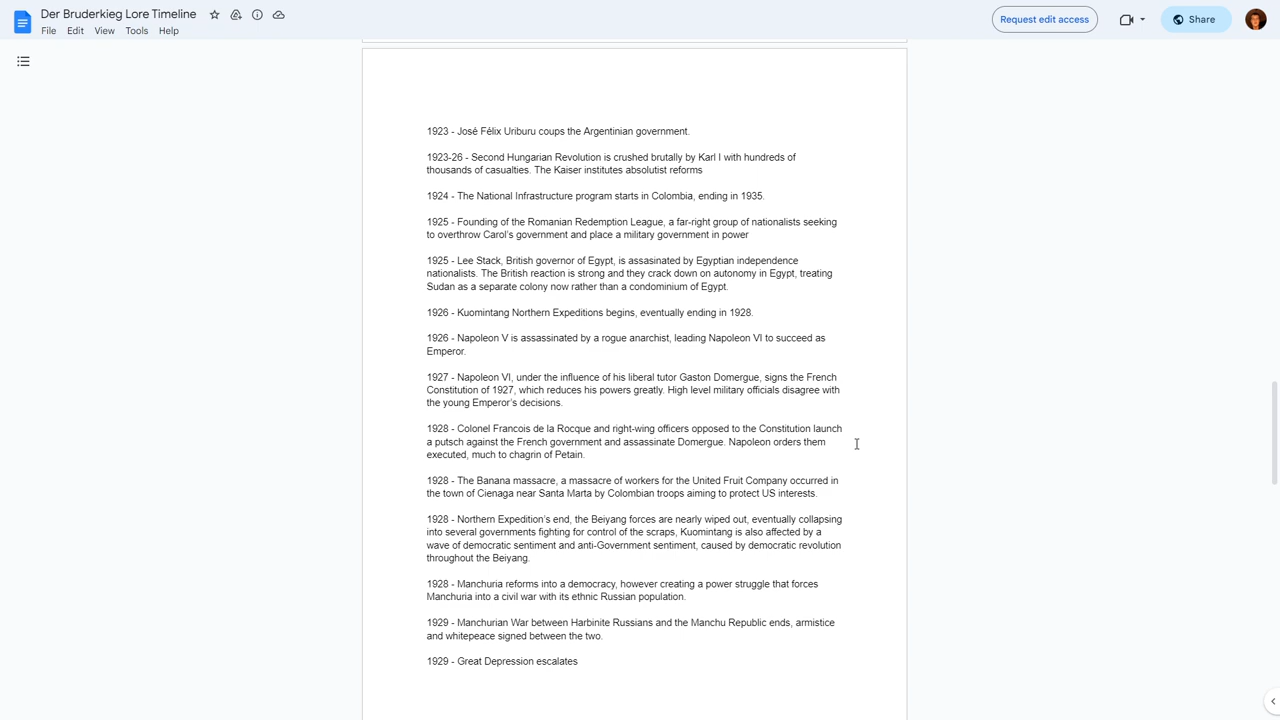 Der Bruderkieg Lore Timeline
File Edit View Tools Help
Request edit access
Share
1923 - José Félix Uriburu coups the Argentinian government.
1923-26 - Second Hungarian Revolution is crushed brutally by Karl I with hundreds of
thousands of casualties. The Kaiser institutes absolutist reforms
1924 - The National Infrastructure program starts in Colombia, ending in 1935.
1925 - Founding of the Romanian Redemption League, a far-right group of nationalists seeking
to overthrow Carol's government and place a military government in power
1925 - Lee Stack, British governor of Egypt, is assasinated by Egyptian independence
nationalists. The British reaction is strong and they crack down on autonomy in Egypt, treating
Sudan as a separate colony now rather than a condominium of Egypt.
1926 - Kuomintang Northern Expeditions begins, eventually ending in 1928.
1926 - Napoleon V is assassinated by a rogue anarchist, leading Napoleon VI to succeed as
Emperor.
1927 - Napoleon VI, under the influence of his liberal tutor Gaston Domergue, signs the French
Constitution of 1927, which reduces his powers greatly. High level military officials disagree with
the young Emperor's decisions.
1928 - Colonel Francois de la Rocque and right-wing officers opposed to the Constitution launch
a putsch against the French government and assassinate Domergue. Napoleon orders them
executed, much to chagrin of Petain.
1928 - The Banana massacre, a massacre of workers for the United Fruit Company occurred in
the town of Cienaga near Santa Marta by Colombian troops aiming to protect US interests.
1928 - Northern Expedition's end, the Beiyang forces are nearly wiped out, eventually collapsing
into several governments fighting for control of the scraps, Kuomintang is also affected by a
wave of democratic sentiment and anti-Government sentiment, caused by democratic revolution
throughout the Beiyang.
1928 - Manchuria reforms into a democracy, however creating a power struggle that forces
Manchuria into a civil war with its ethnic Russian population.
1929 - Manchurian War between Harbinite Russians and the Manchu Republic ends, armistice
and whitepeace signed between the two.
1929 - Great Depression escalates